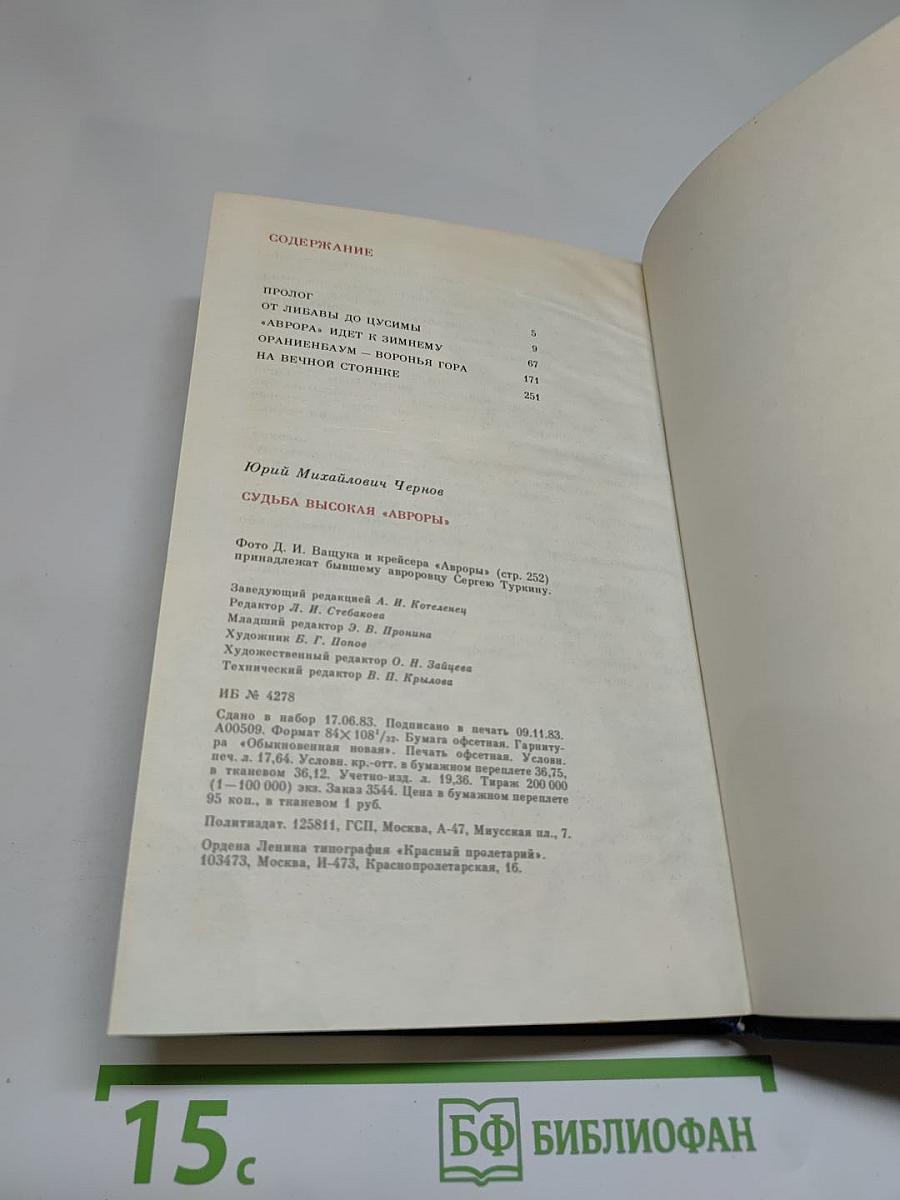 СОДЕРЖАНИЕ
ПРОЛОГ 5
ОТ ЛИБАВЫ ДО ЦУСИМЫ 9
«АВРОРА» ИДЕТ К ЗИМНЕМУ 67
ОРАНИЕНБАУМ — ВОРОНЬЯ ГОРА 171
НА ВЕЧНОЙ СТОЯНКЕ 251
Юрий Михайлович Чернов
СУДЬБА ВЫСОКАЯ «АВРОРЫ»
Фото Д. И. Ващука и крейсера «Авроры» (стр. 252)
принадлежат бывшему авроровцу Сергею Туркину.
Заведующий редакцией А. И. Котеленец
Редактор Л. И. Стебакова
Младший редактор Э. В. Пронина
Художник Б. Г. Попов
Художественный редактор О. Н. Зайцева
Технический редактор В. П. Крылова
ИБ № 4278
Сдано в набор 17.06.83. Подписано в печать 09.11.83.
А00509. Формат 84×108¹/₃₂. Бумага офсетная. Гарниту-
ра «Обыкновенная новая». Печать офсетная. Условн.
печ. л. 17,64. Условн. кр.-отт. в бумажном переплете 36,75,
в тканевом 36,12. Учетно-изд. л. 19,36. Тираж 200 000
(1—100 000) экз. Заказ 3544. Цена в бумажном переплете
95 коп., в тканевом 1 руб.
Политиздат. 125811, ГСП, Москва, А-47, Миусская пл., 7.
Ордена Ленина типография «Красный пролетарий».
103473, Москва, И-473, Краснопролетарская, 16.
15 с
БФ БИБЛИОФАН